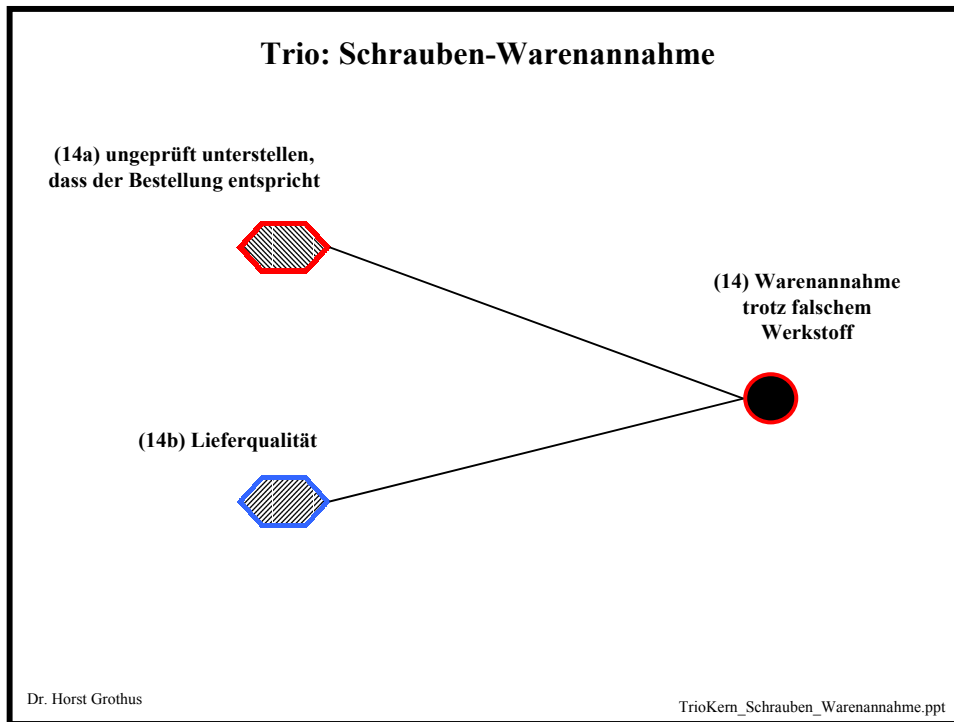 Trio: Schrauben-Warenannahme
(14a) ungeprüft unterstellen,
dass der Bestellung entspricht
(14) Warenannahme
trotz falschem
Werkstoff
(14b) Lieferqualität
Dr. Horst Grothus
TrioKern_Schrauben_Warenannahme.ppt